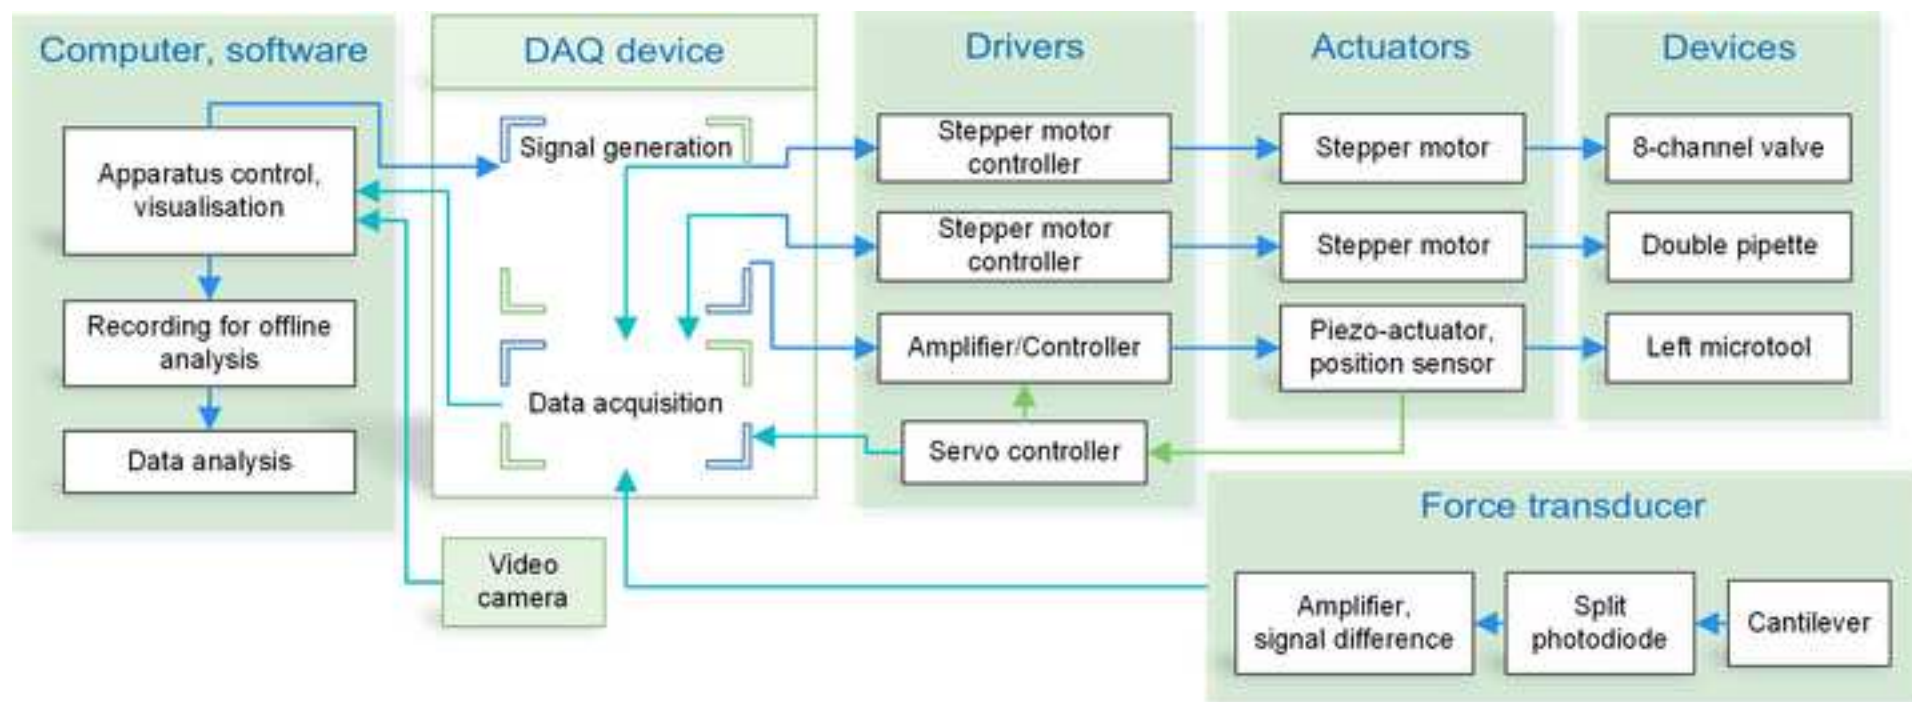 Computer, software
Apparatus control,
visualisation
Recording for offline
analysis
Data analysis
DAQ device
Signal generation
Data acquisition
Video
camera
Drivers
Stepper motor
controller
Stepper motor
controller
Amplifier/Controller
Servo controller
Actuators
Stepper motor
Stepper motor
Piezo-actuator,
position sensor
Devices
8-channel valve
Double pipette
Left microtool
Force transducer
Amplifier,
signal difference
Split
photodiode
Cantilever